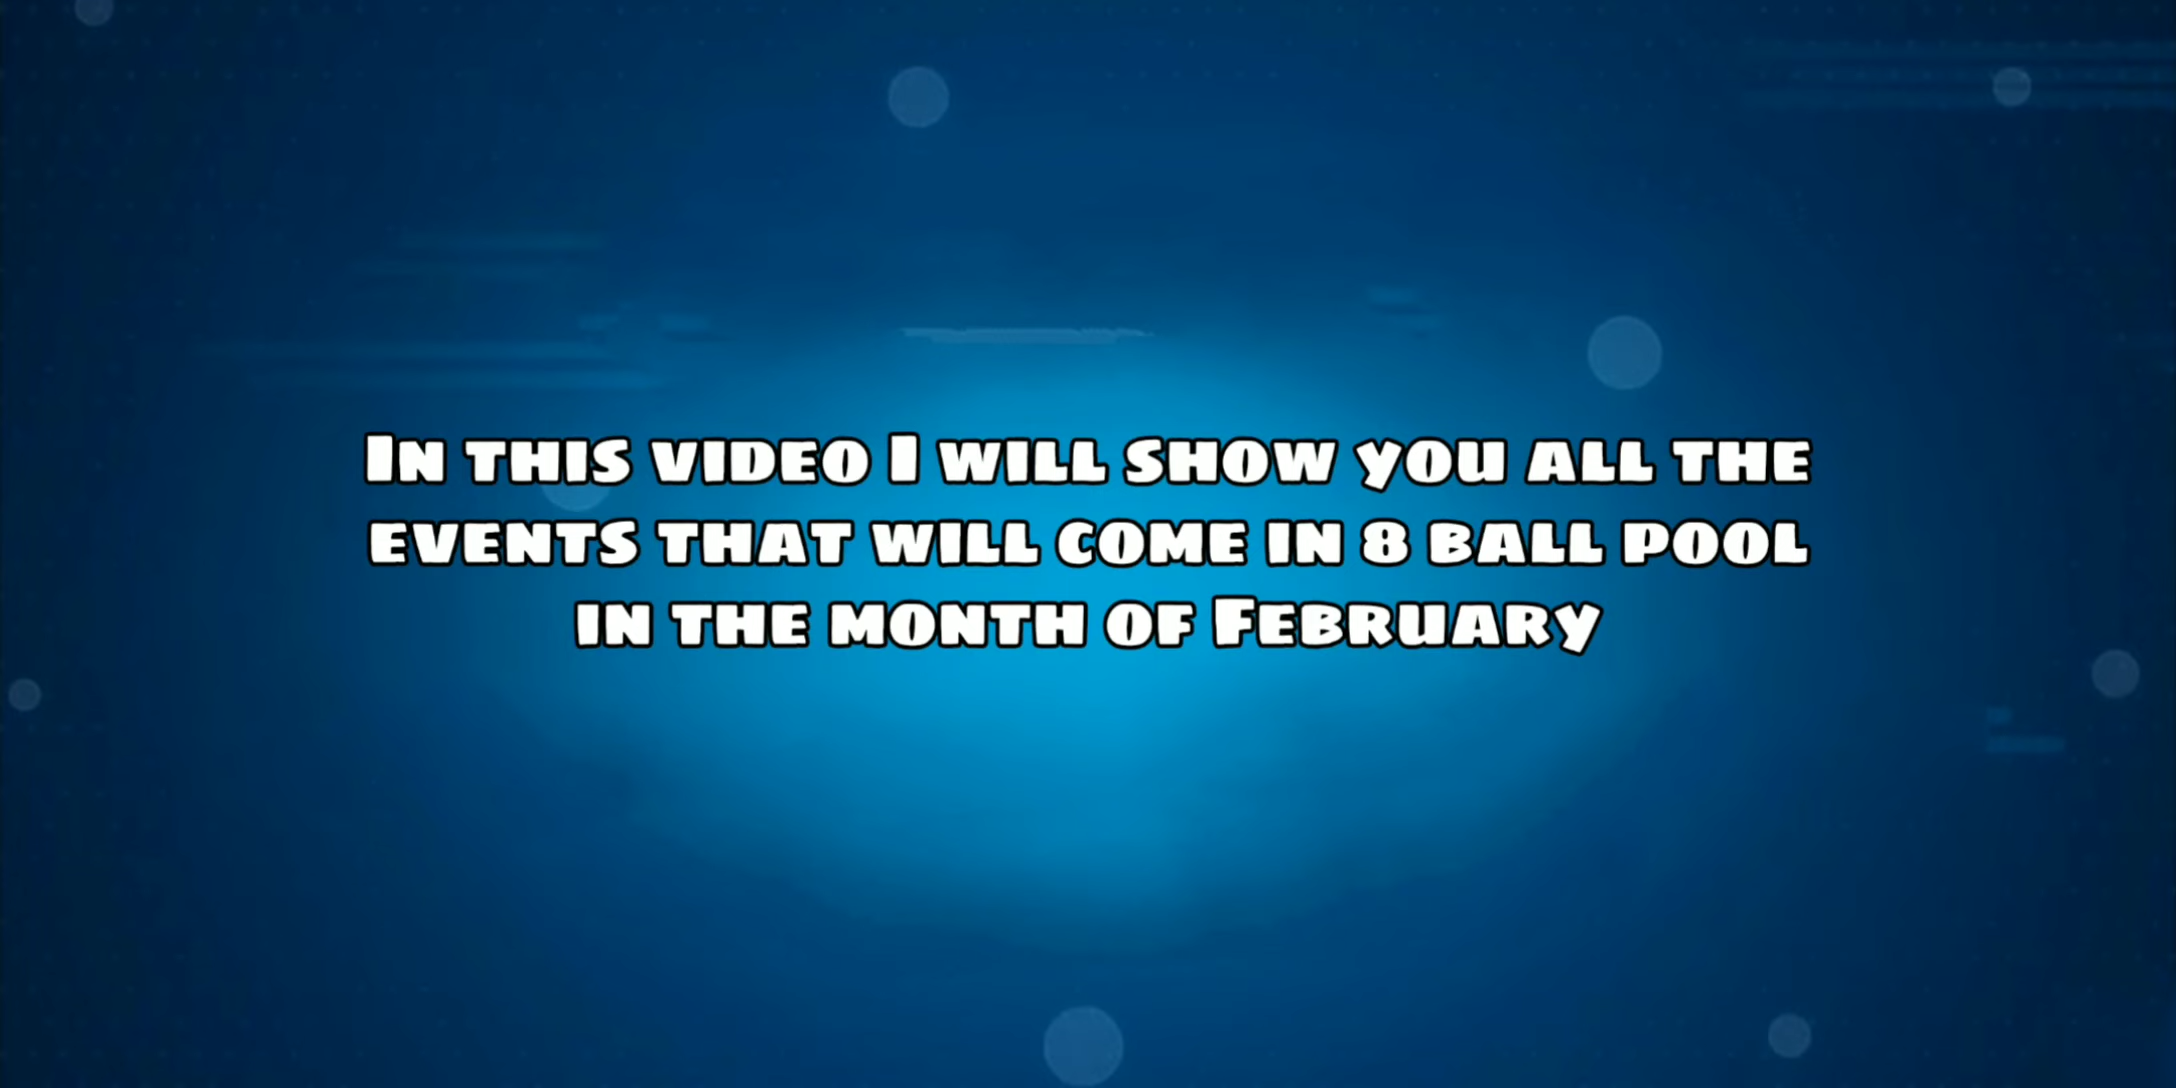 In this video I will show you all the
events that will come in 8 ball pool
in the month of February